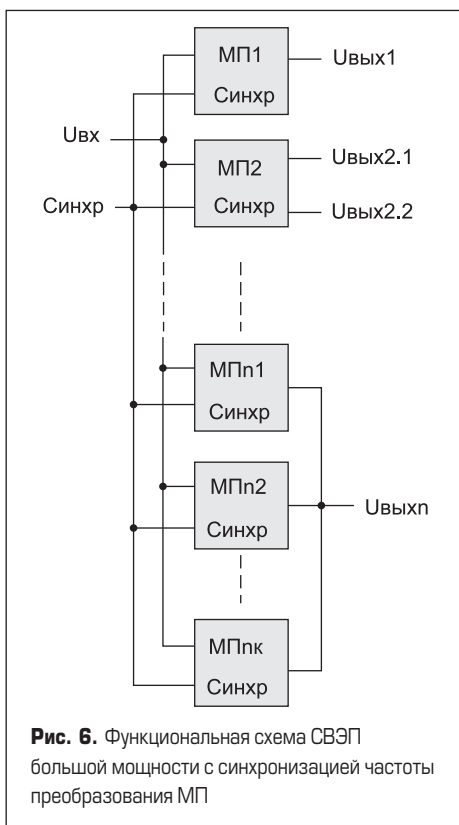 МП1
Uвых1
Синхр
Uвх
МП2
Uвых2.1
Синхр
Синхр
Uвых2.2
МПn1
Синхр
МПn2
Uвыхn
Синхр
МПnк
Синхр
Рис. 6. Функциональная схема СВЭП
большой мощности с синхронизацией частоты
преобразования МП